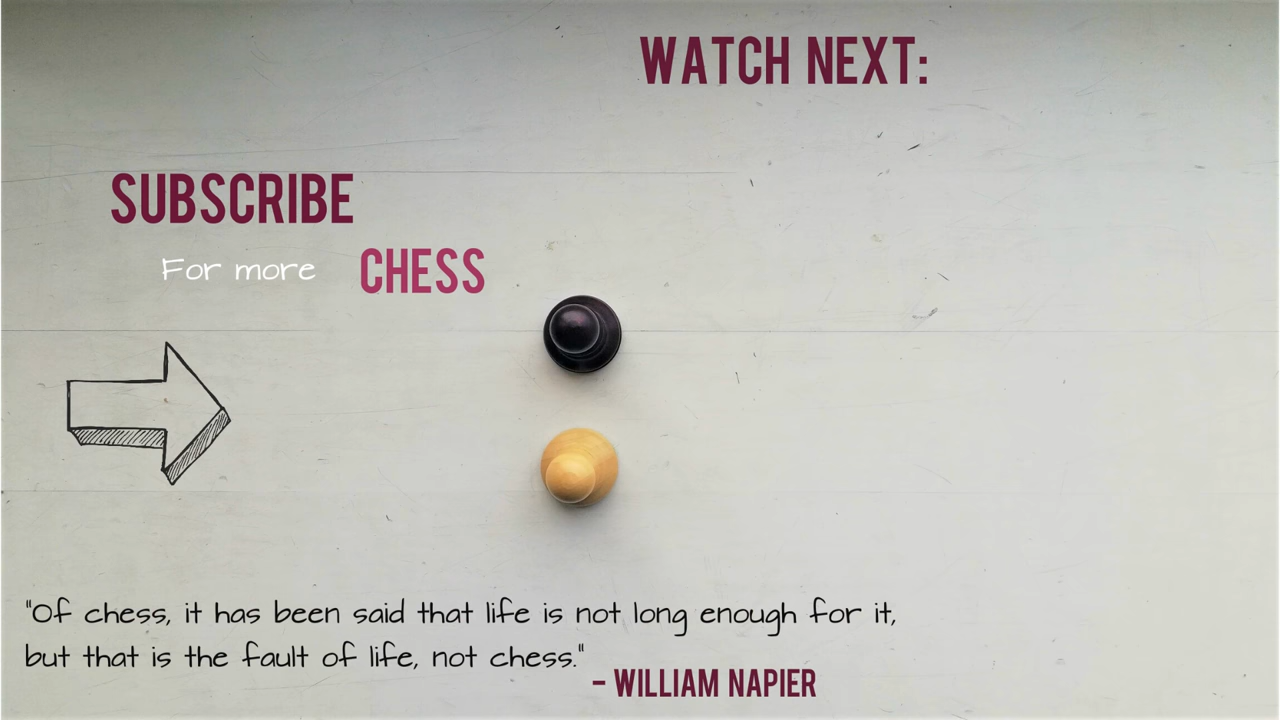 WATCH NEXT:
SUBSCRIBE
For more CHESS
"Of chess, it has been said that life is not long enough for it,
but that is the fault of life, not chess."
- WILLIAM NAPIER